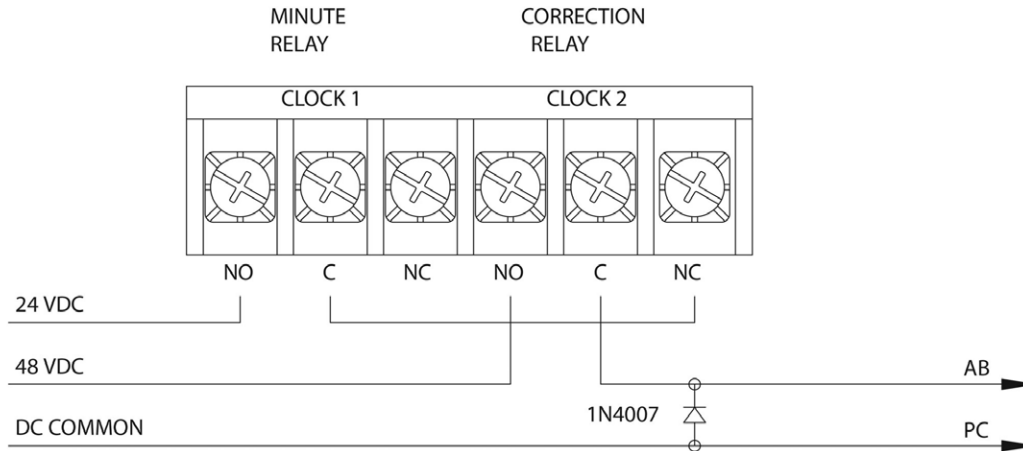 MINUTE RELAY
CORRECTION RELAY
CLOCK 1
CLOCK 2
NO C NC NO C NC
24 VDC
48 VDC
AB
1N4007
DC COMMON
PC